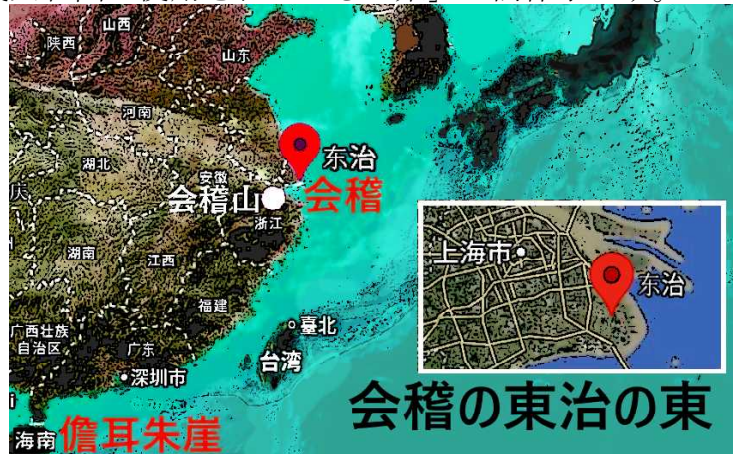 陕西
山西
山东
河南
安徽
东治
湖北
会稽山
会稽
浙江
湖南
江西
上海市
东治
福建
广西壮族
自治区
广东
臺北
台湾
深圳市
会稽の東治の東
海南
儋耳朱崖